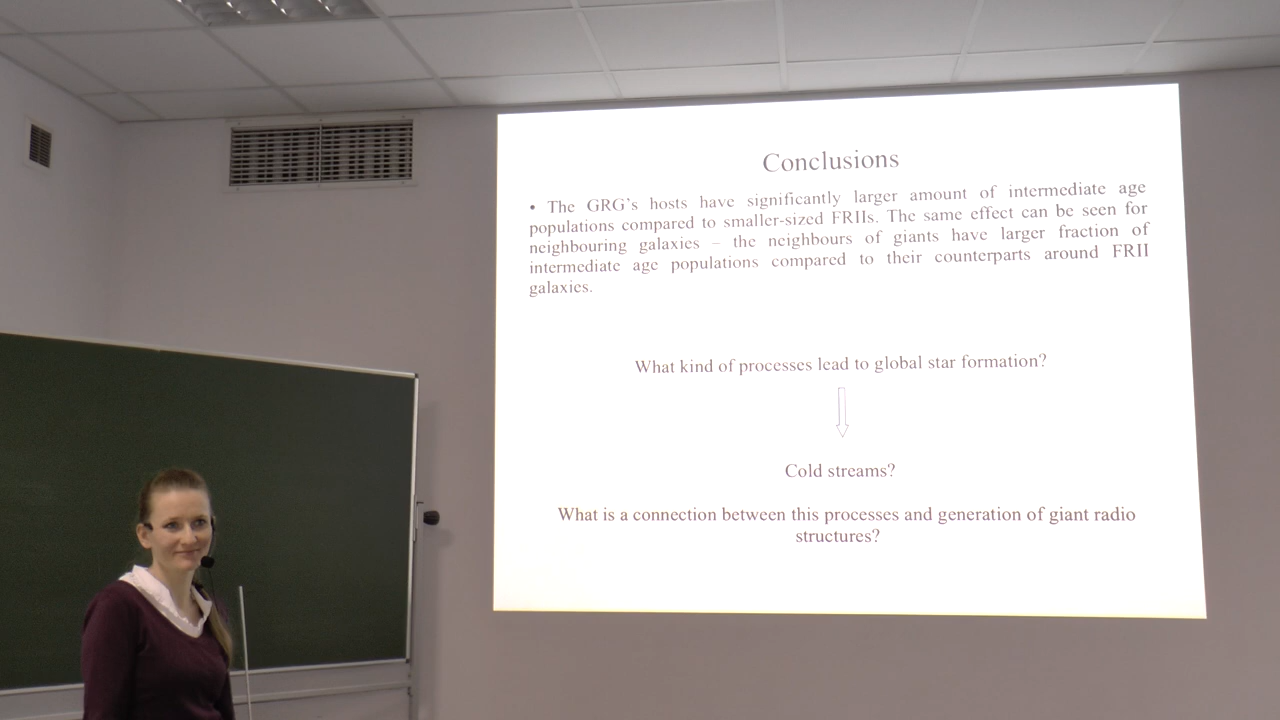 Conclusions
• The GRG's hosts have significantly larger amount of intermediate age
populations compared to smaller-sized FRIIs. The same effect can be seen for
neighbouring galaxies – the neighbours of giants have larger fraction of
intermediate age populations compared to their counterparts around FRII
galaxies.
What kind of processes lead to global star formation?
Cold streams?
What is a connection between this processes and generation of giant radio
structures?